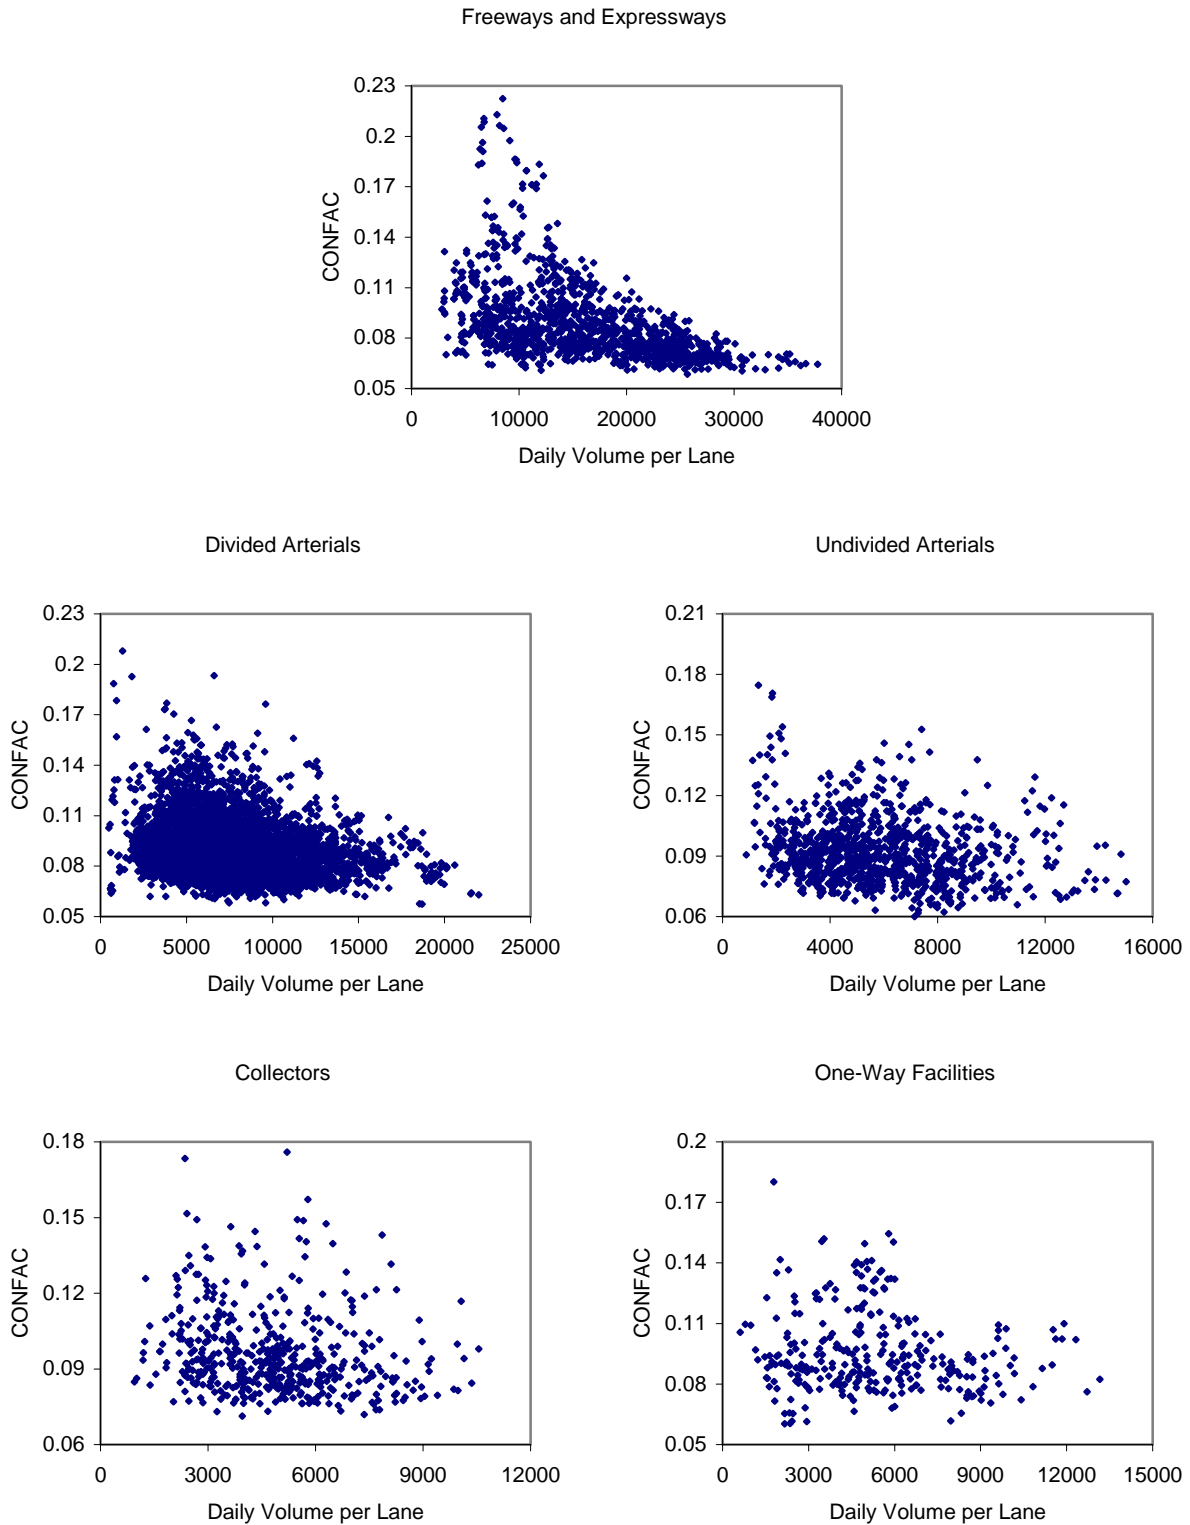 Freeways and Expressways
0.23
0.2
0.17
0.14
0.11
0.08
0.05
CONFAC
0 10000 20000 30000 40000
Daily Volume per Lane
Divided Arterials
0.23
0.2
0.17
0.14
0.11
0.08
0.05
CONFAC
0 5000 10000 15000 20000 25000
Daily Volume per Lane
Undivided Arterials
0.21
0.18
0.15
0.12
0.09
0.06
CONFAC
0 4000 8000 12000 16000
Daily Volume per Lane
Collectors
0.18
0.15
0.12
0.09
0.06
CONFAC
0 3000 6000 9000 12000
Daily Volume per Lane
One-Way Facilities
0.2
0.17
0.14
0.11
0.08
0.05
CONFAC
0 3000 6000 9000 12000 15000
Daily Volume per Lane